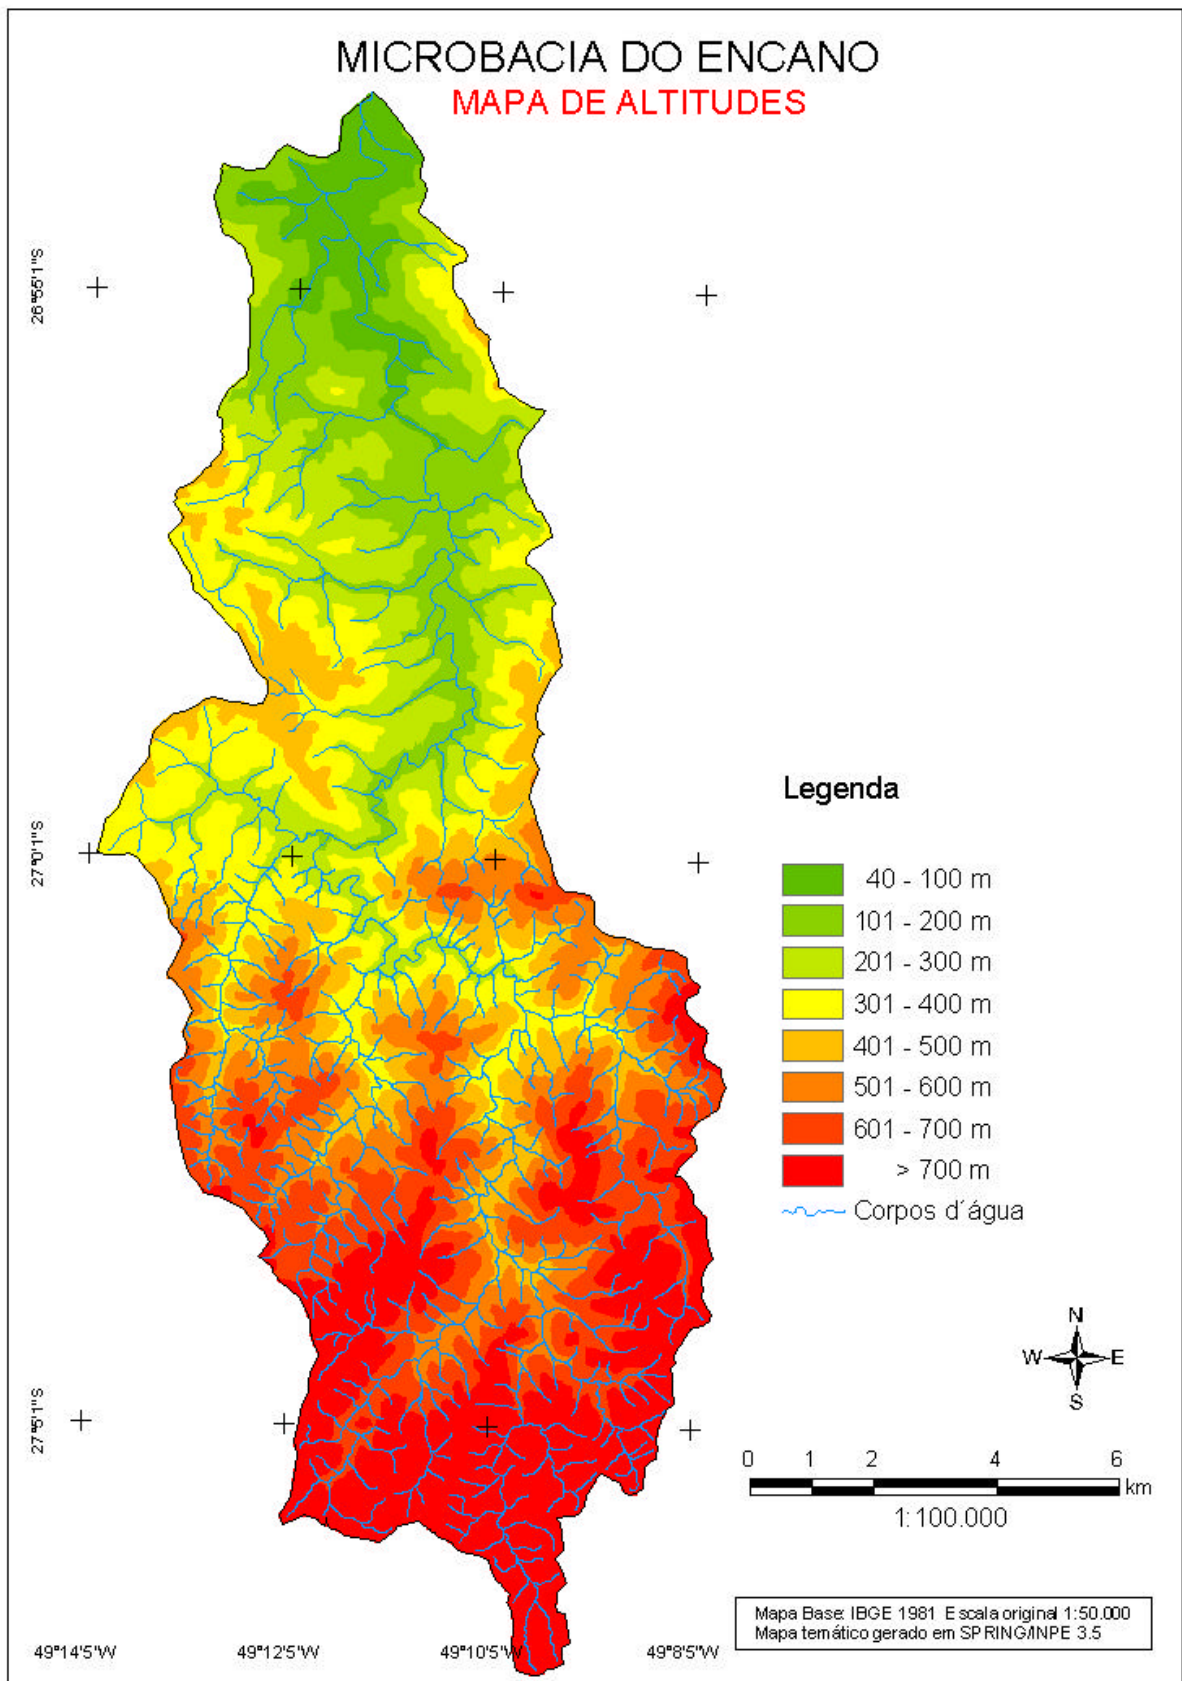 MICROBACIA DO ENCANO
MAPA DE ALTITUDES
26°55'1"S
27°0'1"S
27°5'1"S
Legenda
40 - 100 m
101 - 200 m
201 - 300 m
301 - 400 m
401 - 500 m
501 - 600 m
601 - 700 m
> 700 m
Corpos d´água
N
W E
S
0 1 2 4 6
km
1:100.000
Mapa Base: IBGE 1981 Escala original 1:50.000
Mapa temático gerado em SPRING/INPE 3.5
49°14'5"W 49°12'5"W 49°10'5"W 49°8'5"W